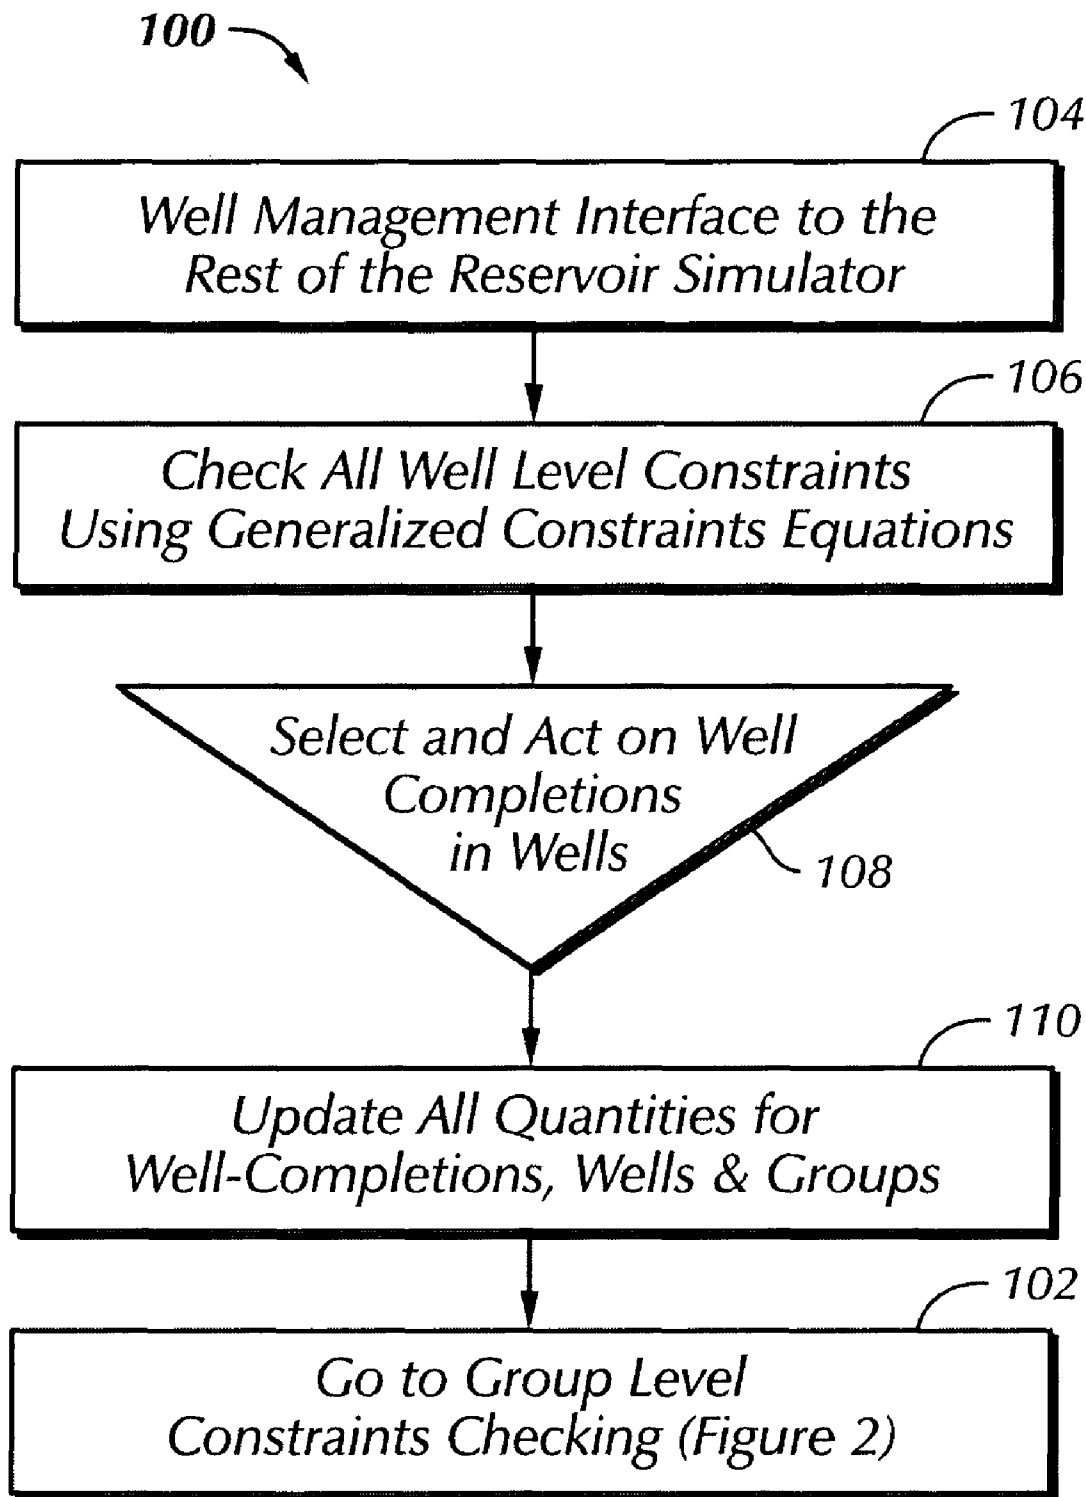 100
104
Well Management Interface to the
Rest of the Reservoir Simulator
106
Check All Well Level Constraints
Using Generalized Constraints Equations
Select and Act on Well
Completions
in Wells
108
110
Update All Quantities for
Well-Completions, Wells & Groups
102
Go to Group Level
Constraints Checking (Figure 2)